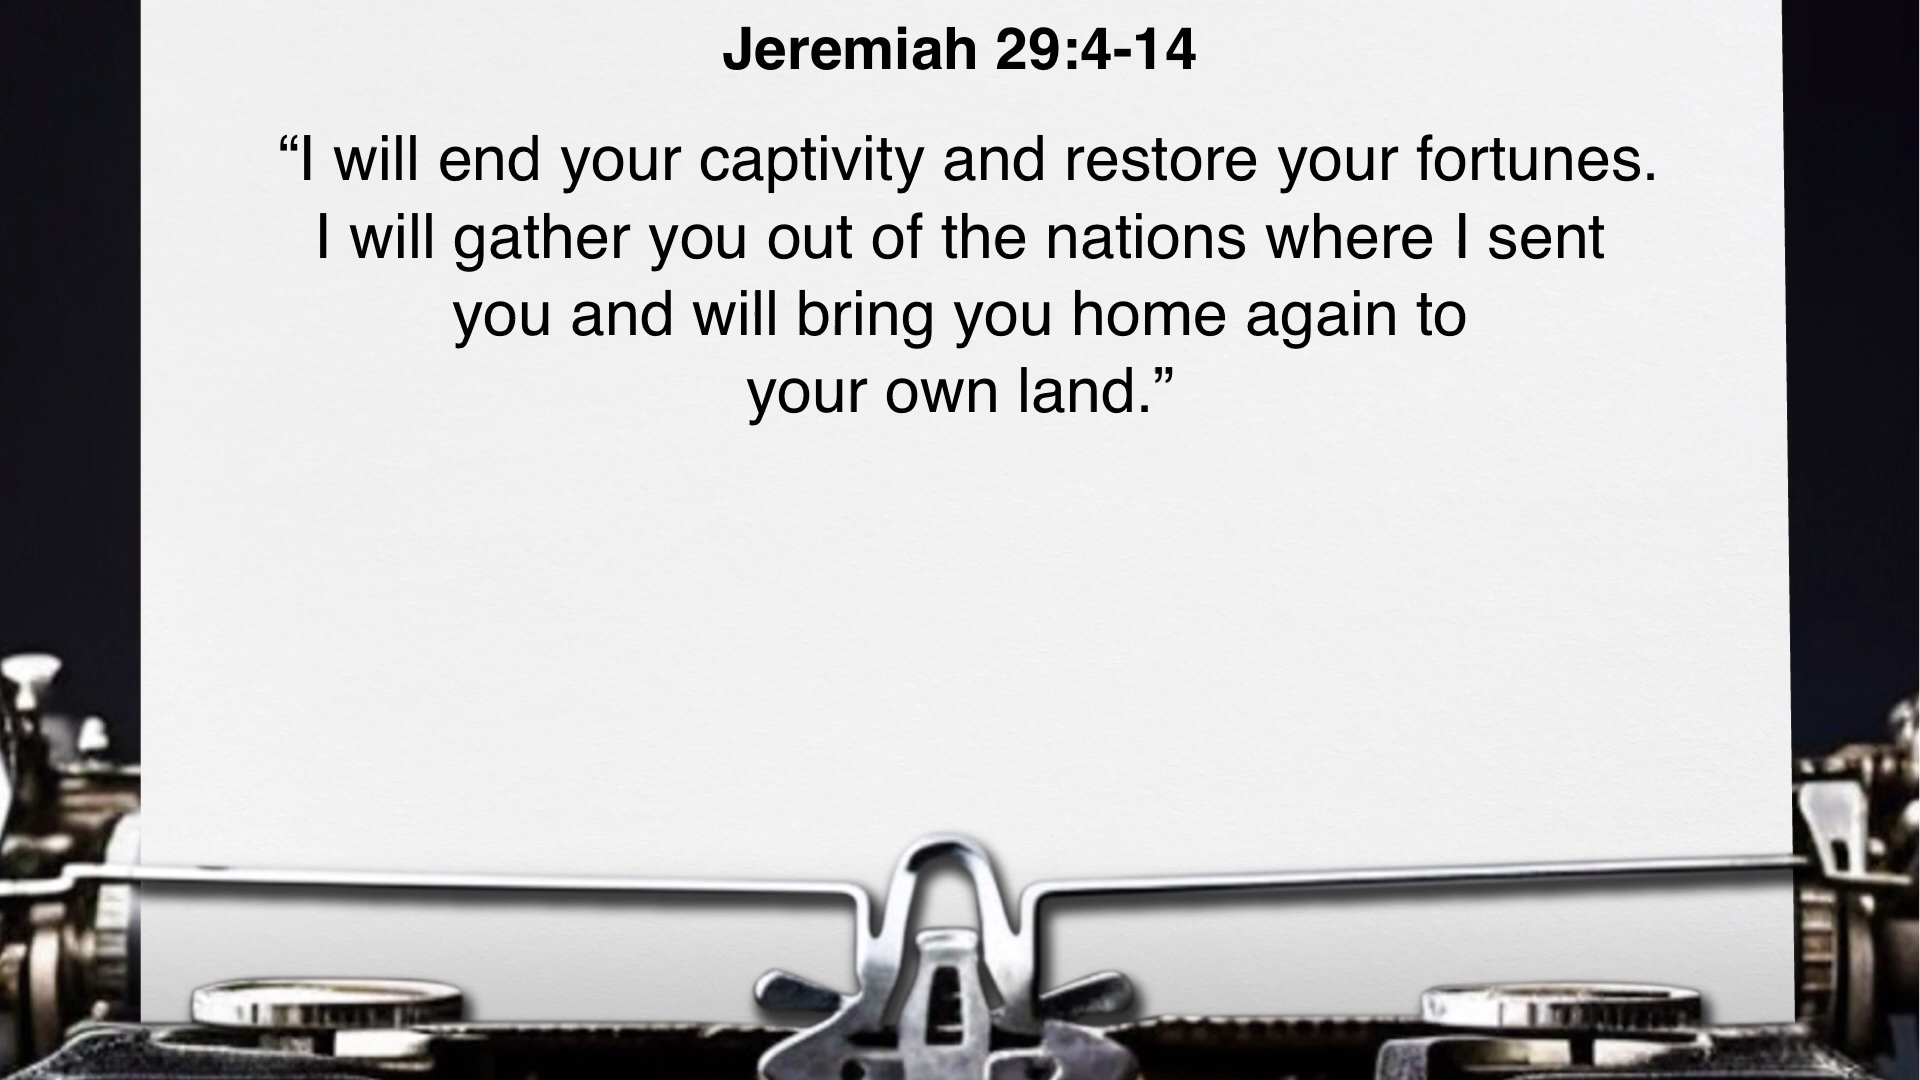 Jeremiah 29:4-14
“I will end your captivity and restore your fortunes.
I will gather you out of the nations where I sent
you and will bring you home again to
your own land.”